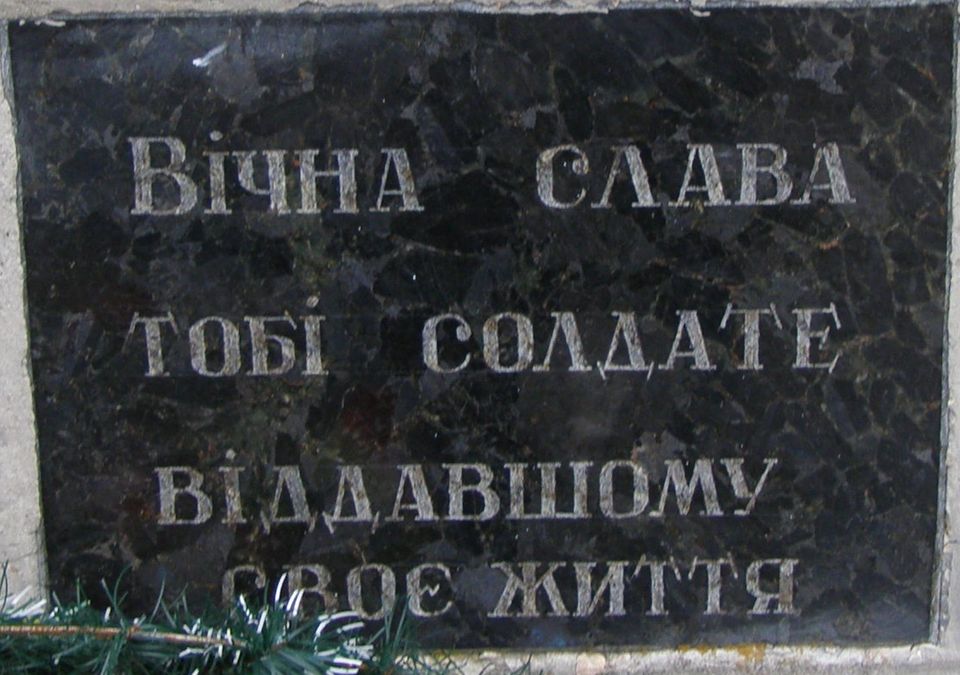 Вічна слава
тобі солдате
віддавшому
своє життя